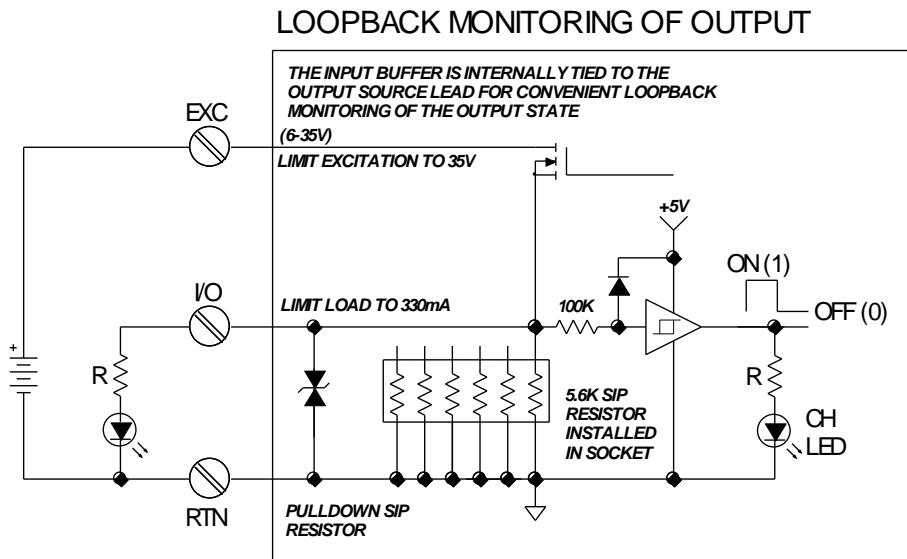 LOOPBACK MONITORING OF OUTPUT
THE INPUT BUFFER IS INTERNALLY TIED TO THE
OUTPUT SOURCE LEAD FOR CONVENIENT LOOPBACK
MONITORING OF THE OUTPUT STATE
EXC
(6-35V)
LIMIT EXCITATION TO 35V
+5V
ON (1)
I/O
LIMIT LOAD TO 330mA
100K
OFF (0)
+
R
R
5.6K SIP
RESISTOR
INSTALLED
IN SOCKET
CH
LED
RTN
PULLDOWN SIP
RESISTOR